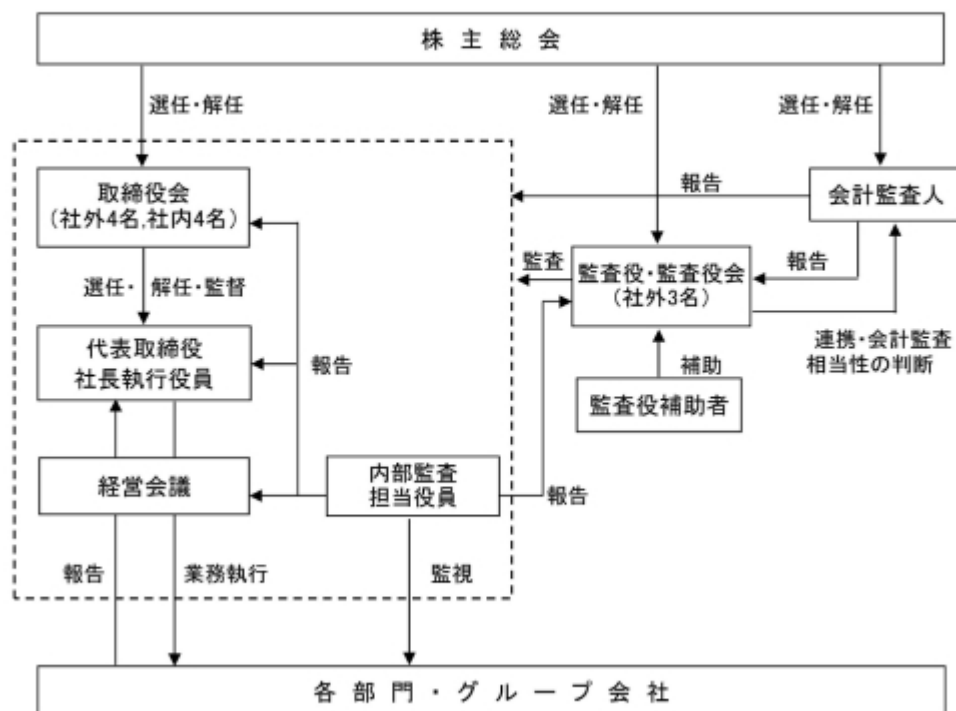 株主総会
選任・解任
選任・解任
選任・解任
取締役会
(社外4名,社内4名)
報告
会計監査人
監査
監査役・監査役会
(社外3名)
報告
選任・解任・監督
代表取締役
社長執行役員
報告
連携・会計監査
相当性の判断
補助
監査役補助者
経営会議
内部監査
担当役員
報告
報告
業務執行
監視
各部門・グループ会社